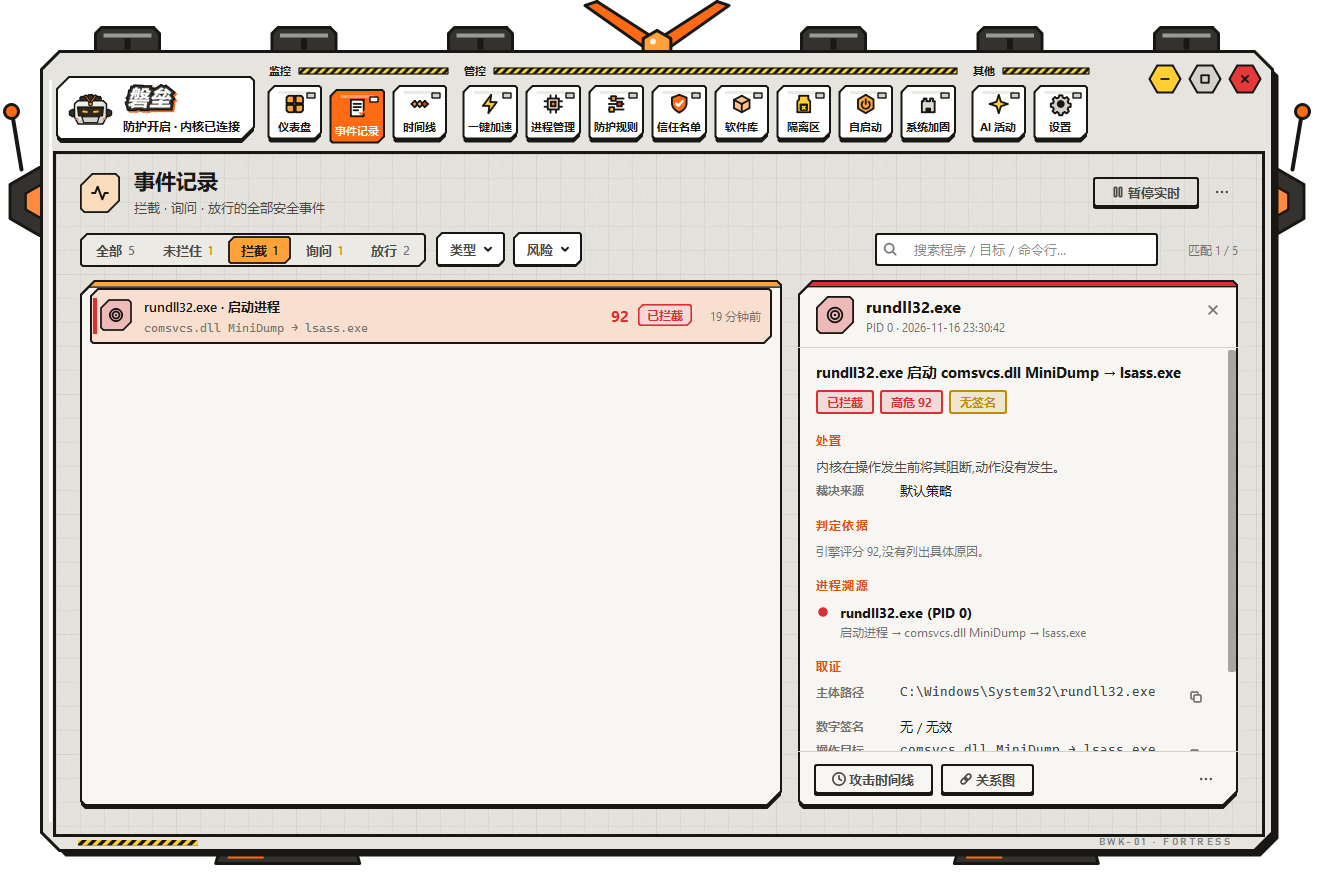 监控
管控
其他
磐垒
防护开启 · 内核已连接
仪表盘
事件记录
时间线
一键加速
进程管理
防护规则
信任名单
软件库
隔离区
自启动
系统加固
AI 活动
设置
事件记录
拦截 · 询问 · 放行的全部安全事件
暂停实时
全部 5
未拦住 1
拦截 1
询问 1
放行 2
类型
风险
搜索程序 / 目标 / 命令行...
匹配 1 / 5
rundll32.exe · 启动进程
comsvcs.dll MiniDump → lsass.exe
92
已拦截
19 分钟前
rundll32.exe
PID 0 · 2026-11-16 23:30:42
rundll32.exe 启动 comsvcs.dll MiniDump → lsass.exe
已拦截
高危 92
无签名
处置
内核在操作发生前将其阻断,动作没有发生。
裁决来源 默认策略
判定依据
引擎评分 92,没有列出具体原因。
进程溯源
rundll32.exe (PID 0)
启动进程 → comsvcs.dll MiniDump → lsass.exe
取证
主体路径 C:\Windows\System32\rundll32.exe
数字签名 无 / 无效
操作目标 comsvcs.dll MiniDump → lsass.exe
攻击时间线
关系图
BWK-01 · FORTRESS